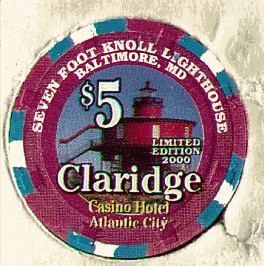 SEVEN FOOT KNOLL LIGHTHOUSE
BALTIMORE, MD
$5
LIMITED
EDITION
2000
Claridge
Casino Hotel
Atlantic City